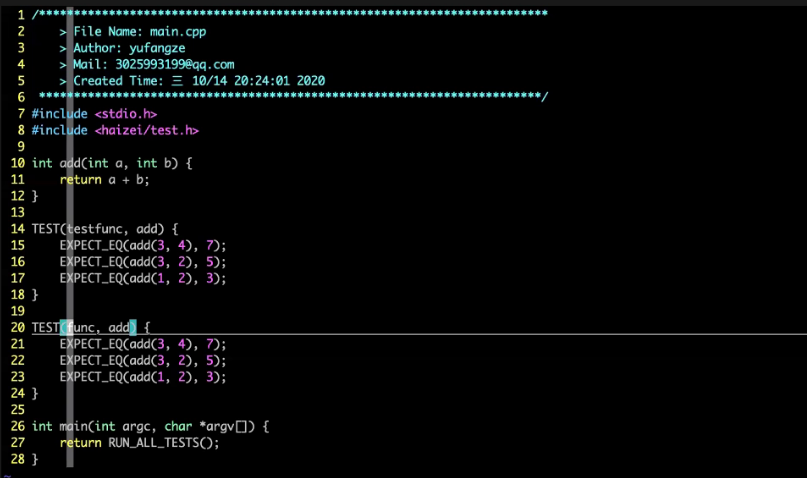 1 /*************************************************************************
2 > File Name: main.cpp
3 > Author: yufangze
4 > Mail: 3025993199@qq.com
5 > Created Time: 三 10/14 20:24:01 2020
6 ************************************************************************/
7 #include <stdio.h>
8 #include <haizei/test.h>
9
10 int add(int a, int b) {
11 return a + b;
12 }
13
14 TEST(testfunc, add) {
15 EXPECT_EQ(add(3, 4), 7);
16 EXPECT_EQ(add(3, 2), 5);
17 EXPECT_EQ(add(1, 2), 3);
18 }
19
20 TEST(func, add) {
21 EXPECT_EQ(add(3, 4), 7);
22 EXPECT_EQ(add(3, 2), 5);
23 EXPECT_EQ(add(1, 2), 3);
24 }
25
26 int main(int argc, char *argv[]) {
27 return RUN_ALL_TESTS();
28 }
~